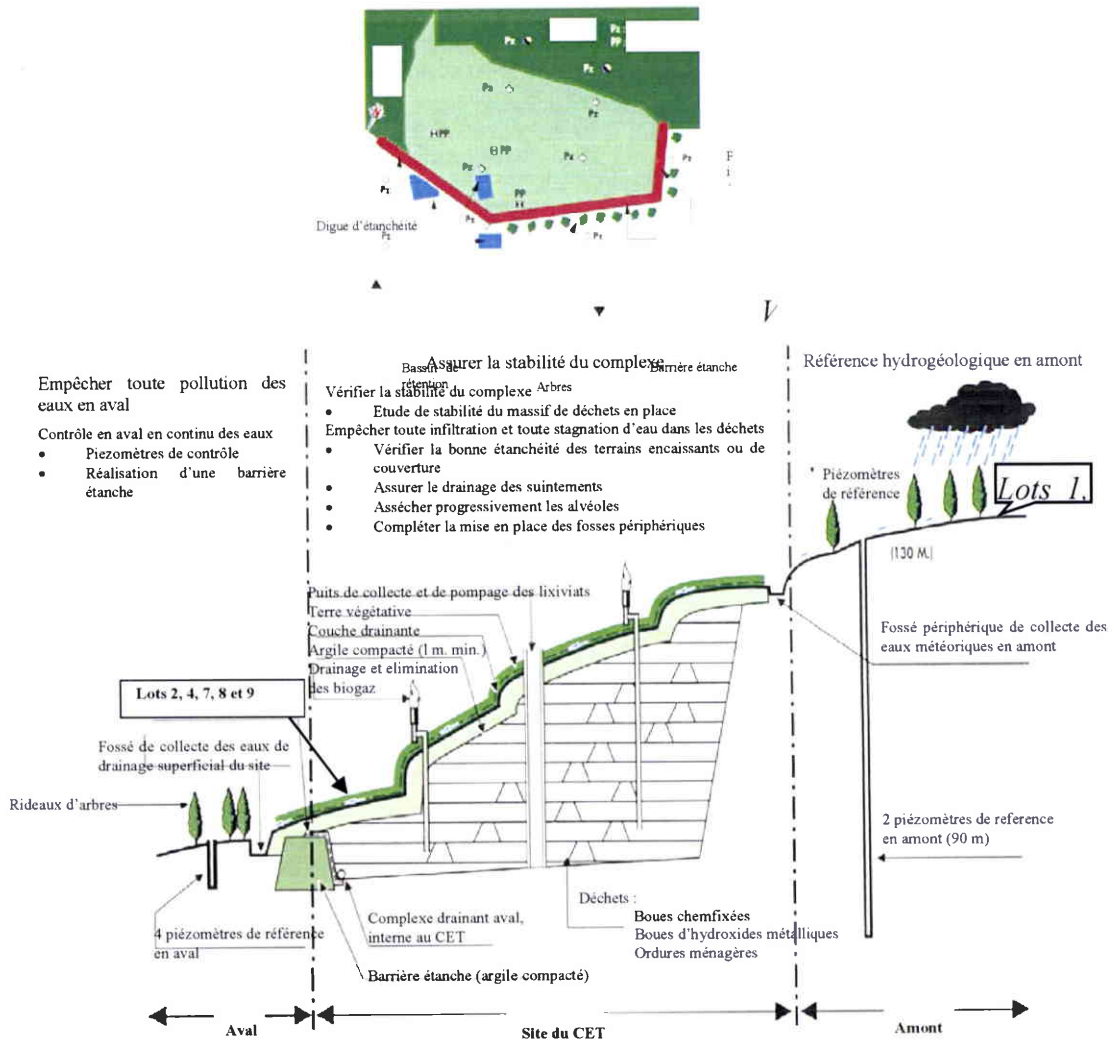 Pz
Pz
PP
Pz
Pz
Pz
PP
PP
Pz
Pz
Pz
Pz
PP
Pz
Pz
Pz
Digue d'étanchéité
V
Empêcher toute pollution des
eaux en aval
Contrôle en aval en continu des eaux
• Piezomètres de contrôle
• Réalisation d'une barrière
étanche
Assurer la stabilité du complexe
Bassin de
rétention
Barrière étanche
Arbres
Vérifier la stabilité du complexe
• Etude de stabilité du massif de déchets en place
Empêcher toute infiltration et toute stagnation d'eau dans les déchets
• Vérifier la bonne étanchéité des terrains encaissants ou de
couverture
• Assurer le drainage des suintements
• Assécher progressivement les alvéoles
• Compléter la mise en place des fosses périphériques
Référence hydrogéologique en amont
* Piézomètres
de référence
Lots 1,
(130 M.)
Puits de collecte et de pompage des lixiviats
Terre végétative
Couche drainante
Argile compacté (1 m. min.)
Drainage et elimination
des biogaz
Fossé périphérique de collecte des
eaux météoriques en amont
Lots 2, 4, 7, 8 et 9
Fossé de collecte des eaux de
drainage superficial du site
Rideaux d'arbres
2 piézomètres de reference
en amont (90 m)
4 piézomètres de référence
en aval
Complexe drainant aval,
interne au CET
Déchets :
Boues chemfixées
Boues d'hydroxides métalliques
Ordures ménagères
Barrière étanche (argile compacté)
Aval
Site du CET
Amont